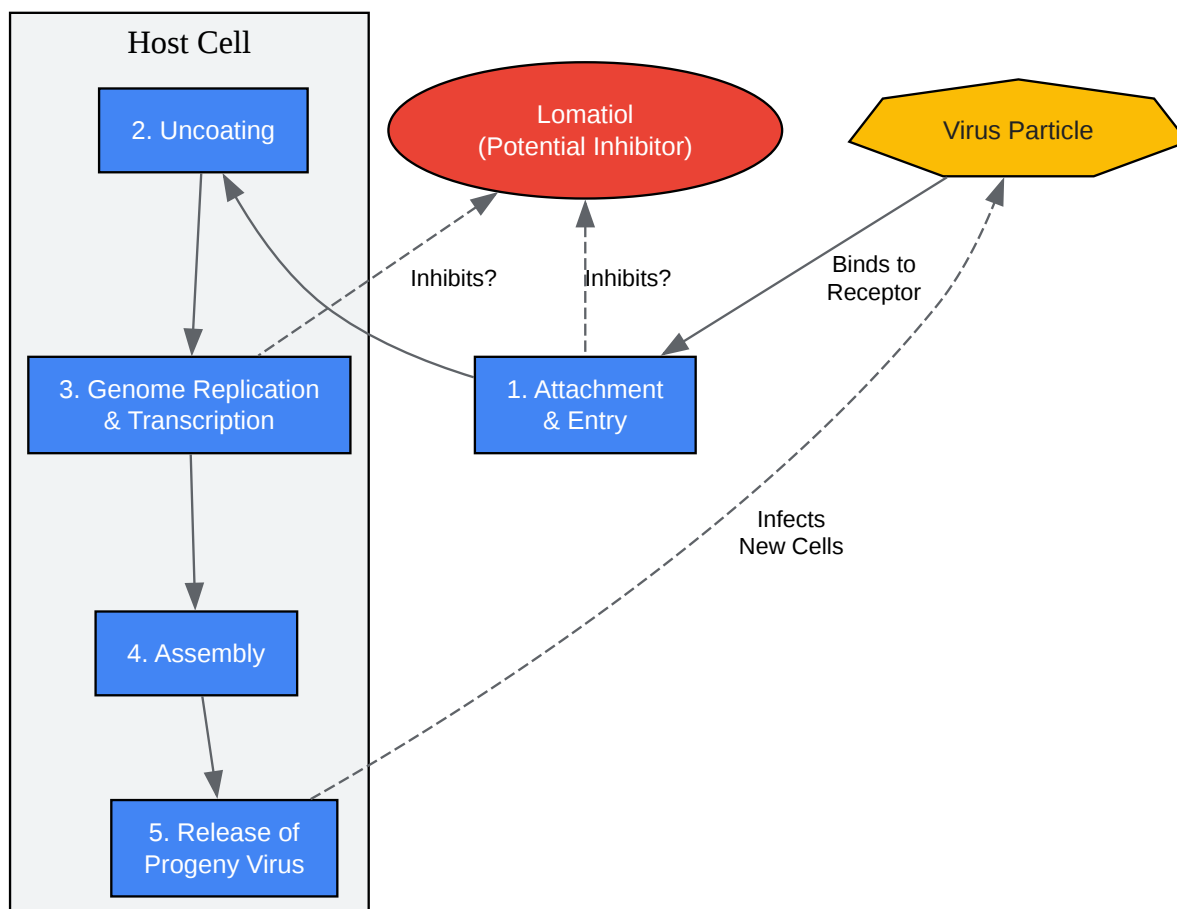 Host Cell
2. Uncoating
Lomatiol
(Potential Inhibitor)
Virus Particle
Inhibits?
Inhibits?
Binds to
Receptor
3. Genome Replication
& Transcription
1. Attachment
& Entry
Infects
New Cells
4. Assembly
5. Release of
Progeny Virus